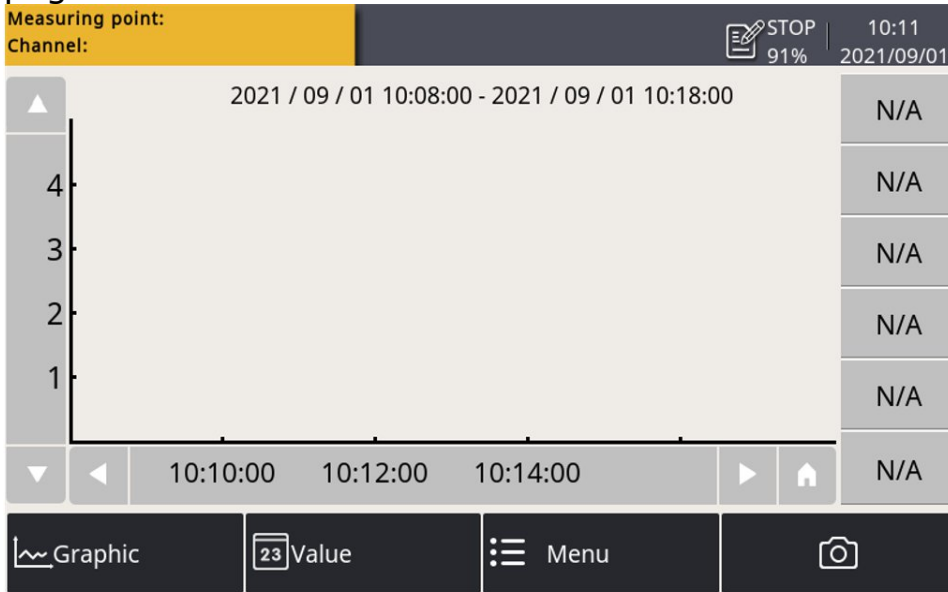 Measuring point:
Channel:
STOP
91%
10:11
2021/09/01
2021 / 09 / 01 10:08:00 - 2021 / 09 / 01 10:18:00
N/A
4
N/A
3
N/A
2
N/A
1
N/A
10:10:00 10:12:00 10:14:00
N/A
Graphic
23 Value
Menu